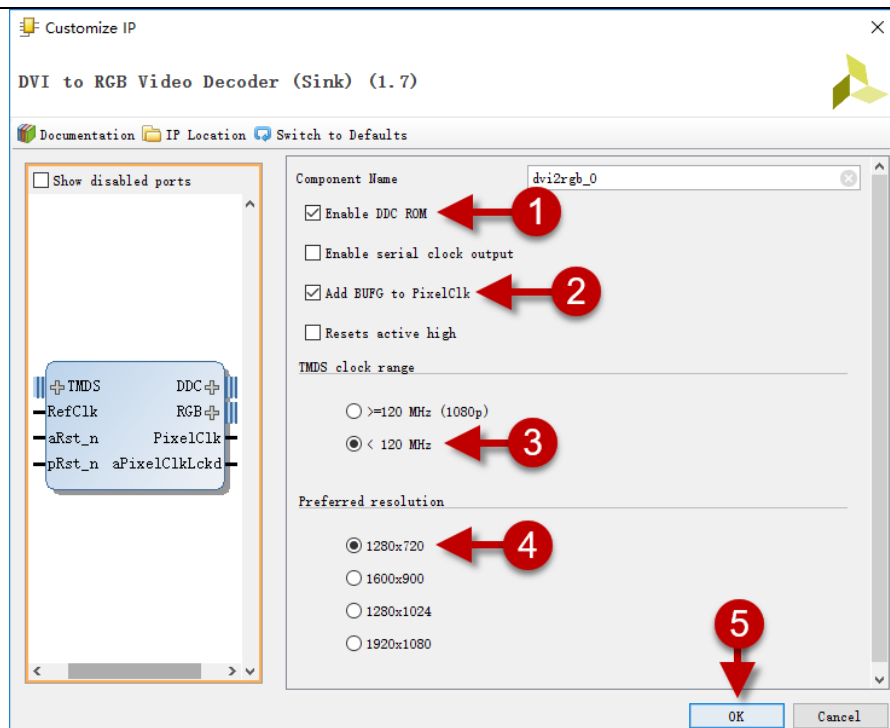 Customize IP
DVI to RGB Video Decoder (Sink) (1.7)
Documentation IP Location Switch to Defaults
Show disabled ports
TMDS DDC
RefClk RGB
aRst_n PixelClk
pRst_n aPixelClkLckd
Component Name dvi2rgb_0
Enable DDC ROM 1
Enable serial clock output
Add BUFG to PixelClk 2
Resets active high
TMDS clock range
>=120 MHz (1080p)
< 120 MHz 3
Preferred resolution
1280x720 4
1600x900
1280x1024
1920x1080
5
OK Cancel